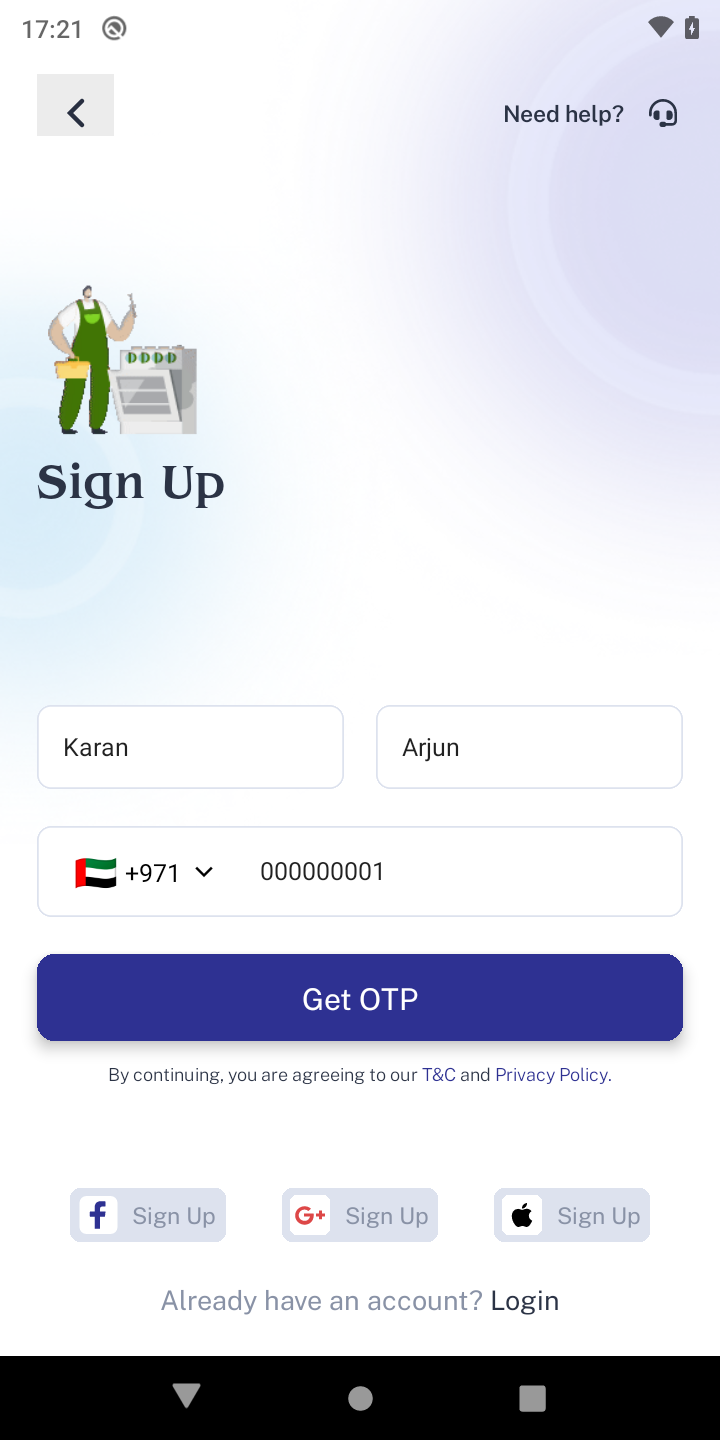 17:21
Need help?
DDDD
Sign Up
Karan Arjun
+971 000000001
Get OTP
By continuing, you are agreeing to our T&C and Privacy Policy.
f Sign Up G+ Sign Up Sign Up
Already have an account? Login